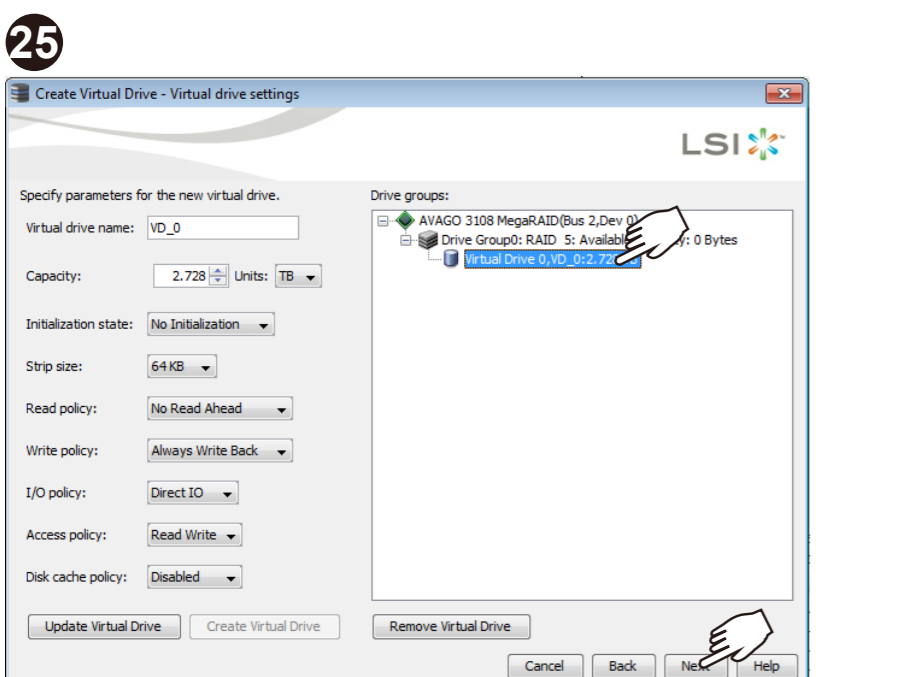 25
Create Virtual Drive - Virtual drive settings
LSI
Specify parameters for the new virtual drive.
Virtual drive name: VD_0
Capacity: 2.728 Units: TB
Initialization state: No Initialization
Strip size: 64 KB
Read policy: No Read Ahead
Write policy: Always Write Back
I/O policy: Direct IO
Access policy: Read Write
Disk cache policy: Disabled
Update Virtual Drive Create Virtual Drive
Drive groups:
AVAGO 3108 MegaRAID(Bus 2,Dev 0)
Drive Group0: RAID 5: Available 0 Bytes
Virtual Drive 0,VD_0:2.728
Remove Virtual Drive
Cancel Back Next Help